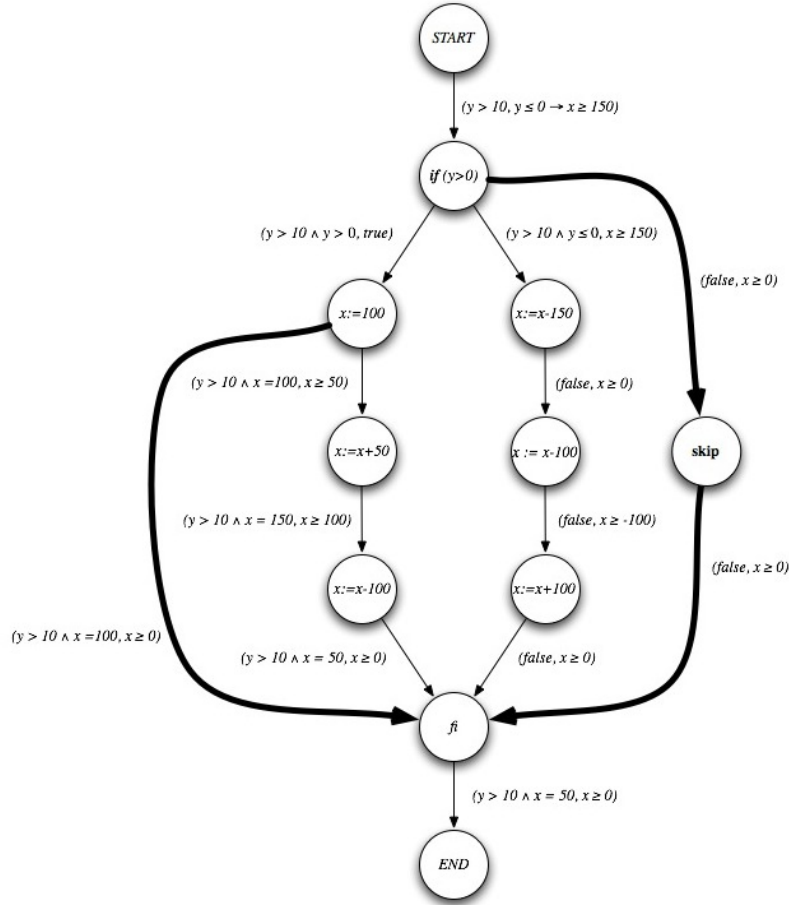 START
(y > 10, y ≤ 0 → x ≥ 150)
if (y>0)
(y > 10 ∧ y > 0, true)
(y > 10 ∧ y ≤ 0, x ≥ 150)
(false, x ≥ 0)
x:=100
x:=x-150
(y > 10 ∧ x =100, x ≥ 50)
(false, x ≥ 0)
x:=x+50
x := x-100
skip
(y > 10 ∧ x = 150, x ≥ 100)
(false, x ≥ -100)
(false, x ≥ 0)
x:=x-100
x:=x+100
(y > 10 ∧ x =100, x ≥ 0)
(y > 10 ∧ x = 50, x ≥ 0)
(false, x ≥ 0)
fi
(y > 10 ∧ x = 50, x ≥ 0)
END